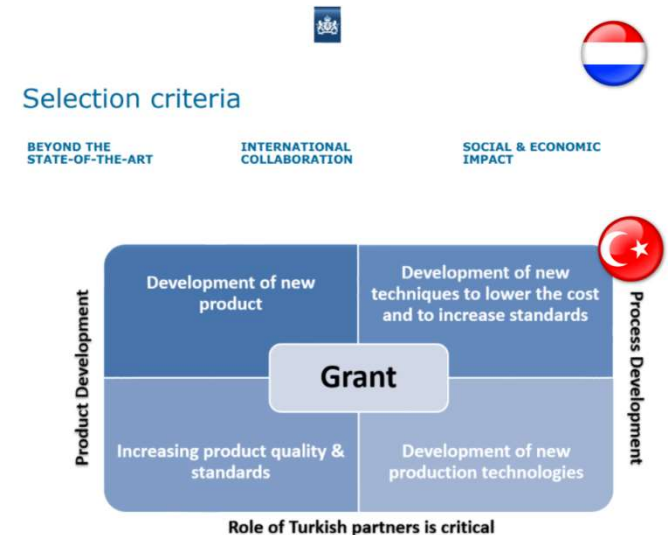 Selection criteria
BEYOND THE
STATE-OF-THE-ART
INTERNATIONAL
COLLABORATION
SOCIAL & ECONOMIC
IMPACT
Product Development
Development of new
product
Development of new
techniques to lower the cost
and to increase standards
Grant
Increasing product quality &
standards
Development of new
production technologies
Process Development
Role of Turkish partners is critical